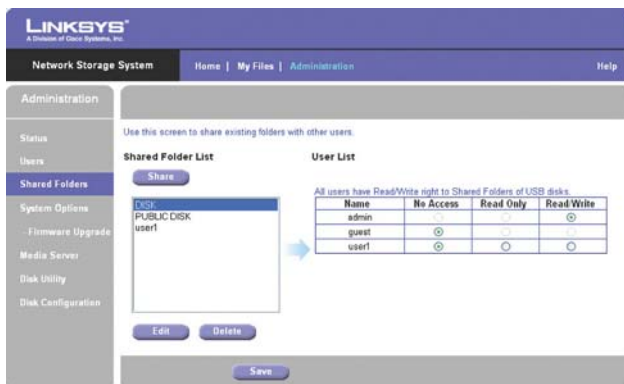 LINKSYS®
A Division of Cisco Systems, Inc.
Network Storage System
Home | My Files | Administration
Help
Administration
Status
Users
Shared Folders
System Options
- Firmware Upgrade
Media Server
Disk Utility
Disk Configuration
Use this screen to share existing folders with other users.
Shared Folder List
Share
DISK
PUBLIC DISK
user1
Edit Delete
User List
All users have Read/Write right to Shared Folders of USB disks.
Name No Access Read Only Read/Write
admin
guest
user1
Save